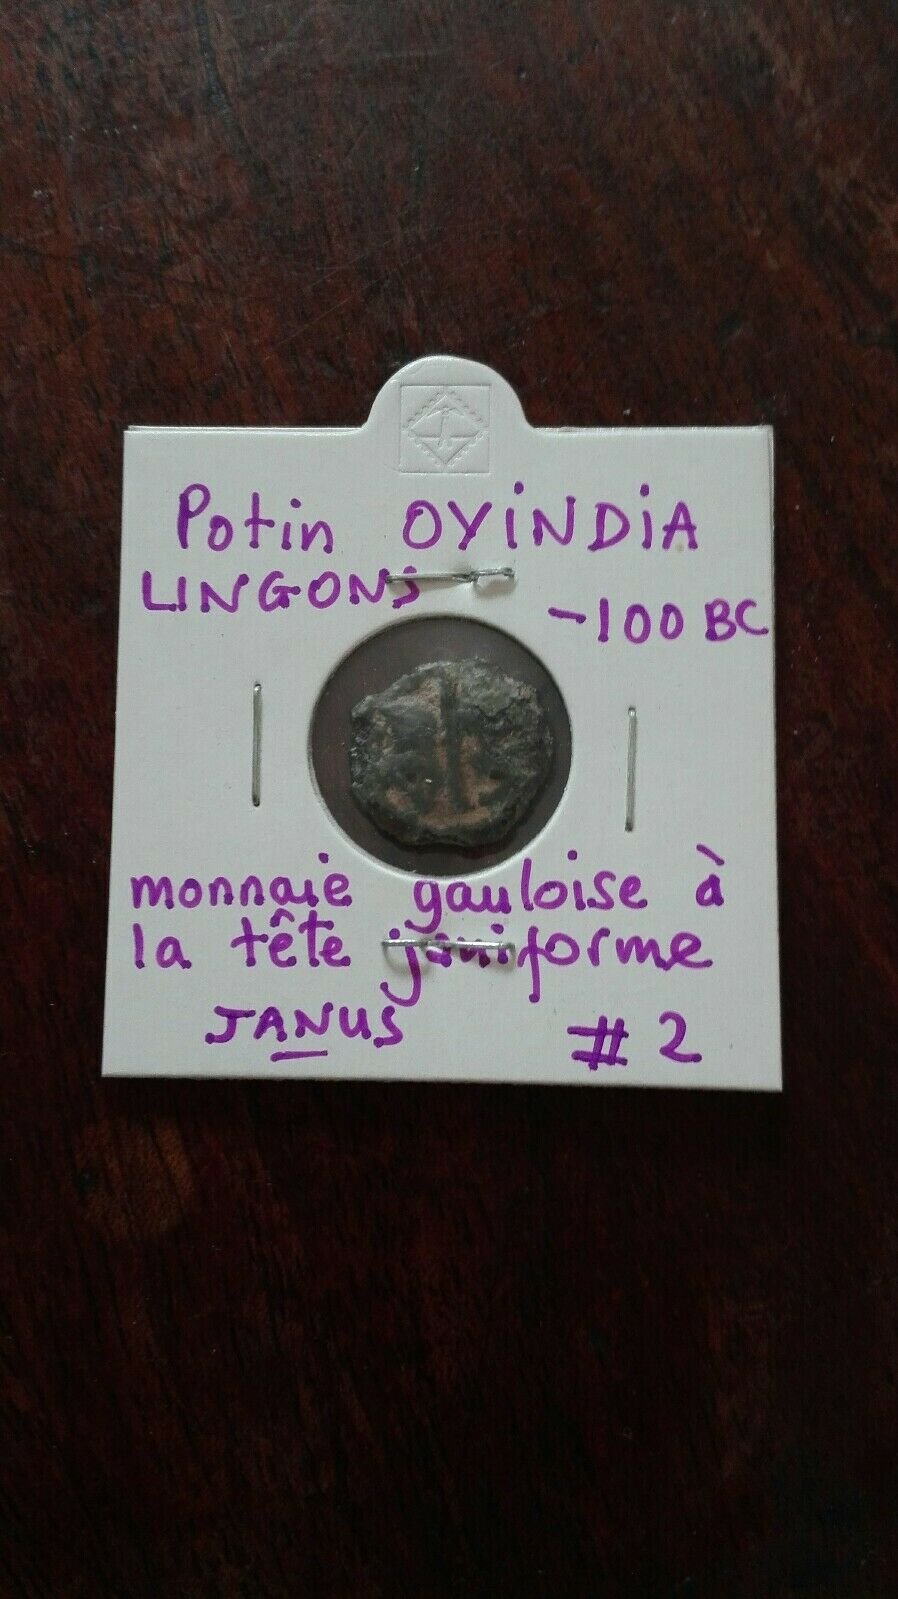 Potin OYiNDiA
LINGONS
-100 BC
monnaie gauloise à
la tête janiforme
JANUS
# 2